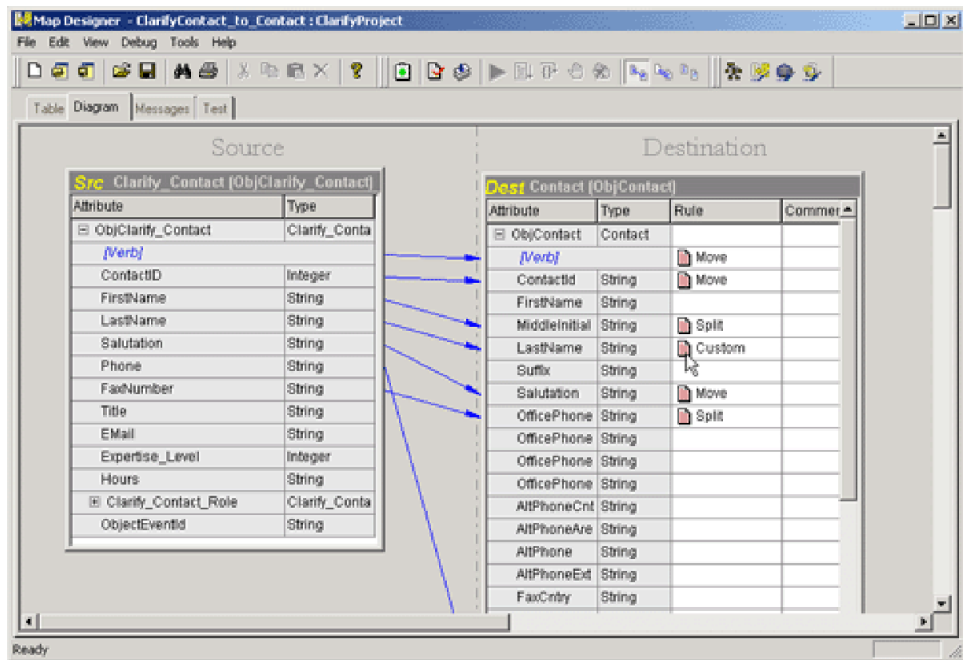 Map Designer - ClarifyContact_to_Contact : ClarifyProject
File Edit View Debug Tools Help
Table Diagram Messages Test
Source
Destination
Src Clarify_Contact (ObjClarify_Contact)
Attribute Type
ObjClarify_Contact Clarify_Conta
[Verb]
ContactID Integer
FirstName String
LastName String
Salutation String
Phone String
FaxNumber String
Title String
EMail String
Expertise_Level Integer
Hours String
Clarify_Contact_Role Clarify_Conta
ObjectEventId String
Dest Contact (ObjContact)
Attribute Type Rule Commer
ObjContact Contact
[Verb] Move
ContactId String Move
FirstName String
MiddleInitial String Split
LastName String Custom
Suffix String
Salutation String Move
OfficePhone String Split
OfficePhone String
OfficePhone String
OfficePhone String
AltPhoneCnt String
AltPhoneAre String
AltPhone String
AltPhoneExt String
FaxCntry String
Ready